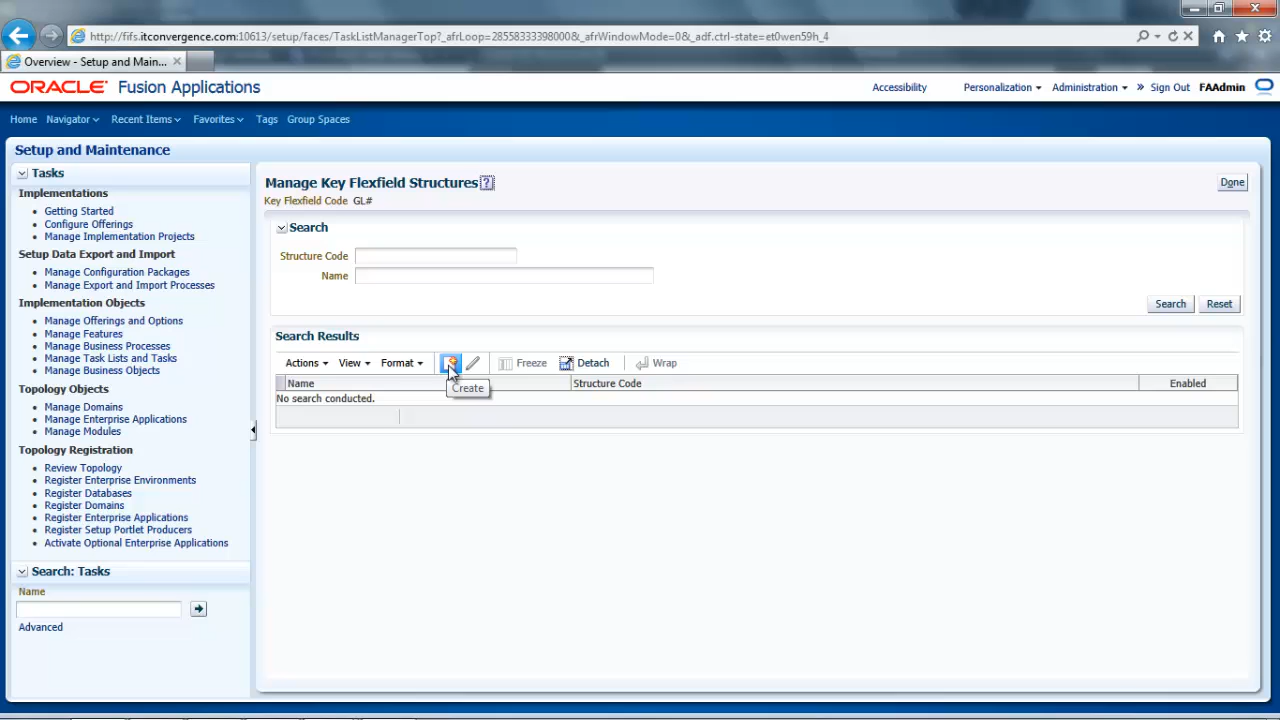 http://fifs.itconvergence.com:10613/setup/faces/TaskListManagerTop?_afrLoop=28558333398000&_afrWindowMode=0&_adf.ctrl-state=et0wen59h_4
Overview - Setup and Main...
ORACLE Fusion Applications
Accessibility Personalization Administration » Sign Out FAAdmin
Home Navigator Recent Items Favorites Tags Group Spaces
Setup and Maintenance
Tasks
Implementations
Getting Started
Configure Offerings
Manage Implementation Projects
Setup Data Export and Import
Manage Configuration Packages
Manage Export and Import Processes
Implementation Objects
Manage Offerings and Options
Manage Features
Manage Business Processes
Manage Task Lists and Tasks
Manage Business Objects
Topology Objects
Manage Domains
Manage Enterprise Applications
Manage Modules
Topology Registration
Review Topology
Register Enterprise Environments
Register Databases
Register Domains
Register Enterprise Applications
Register Setup Portlet Producers
Activate Optional Enterprise Applications
Search: Tasks
Name
Advanced
Manage Key Flexfield Structures ?
Done
Key Flexfield Code GL#
Search
Structure Code
Name
Search Reset
Search Results
Actions View Format Freeze Detach Wrap
Create
Name Structure Code Enabled
No search conducted.